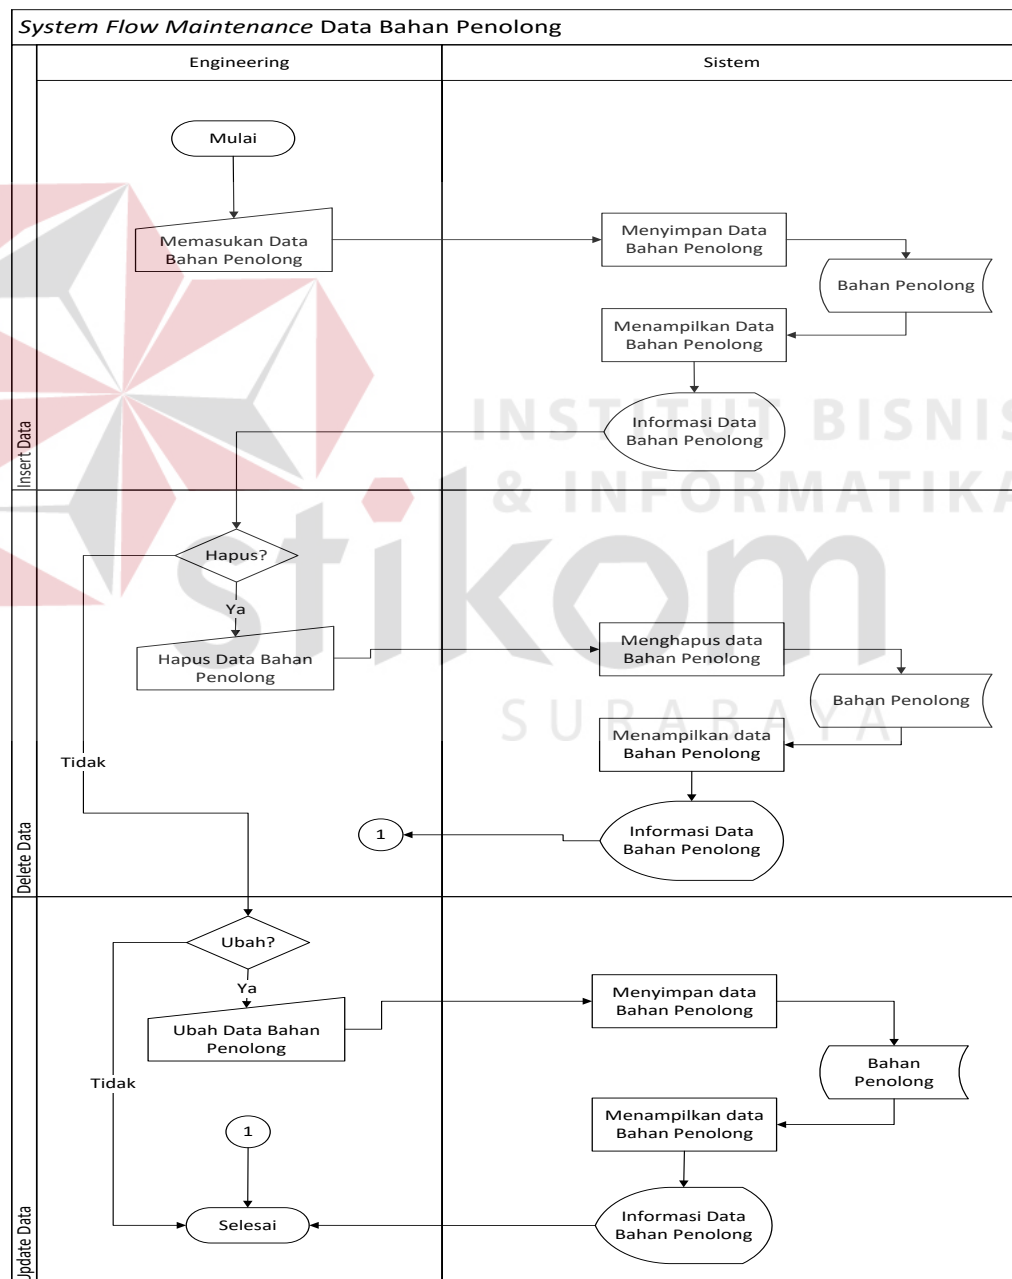 System Flow Maintenance Data Bahan Penolong
Engineering
Sistem
Insert Data
Mulai
Memasukan Data
Bahan Penolong
Menyimpan Data
Bahan Penolong
Bahan Penolong
Menampilkan Data
Bahan Penolong
Informasi Data
Bahan Penolong
INSTITUT BISNIS
& INFORMATIKA
stikom
SURABAYA
Delete Data
Hapus?
Ya
Hapus Data Bahan
Penolong
Menghapus data
Bahan Penolong
Bahan Penolong
Menampilkan data
Bahan Penolong
Tidak
1
Informasi Data
Bahan Penolong
Update Data
Ubah?
Ya
Ubah Data Bahan
Penolong
Menyimpan data
Bahan Penolong
Bahan
Penolong
Tidak
Menampilkan data
Bahan Penolong
1
Selesai
Informasi Data
Bahan Penolong